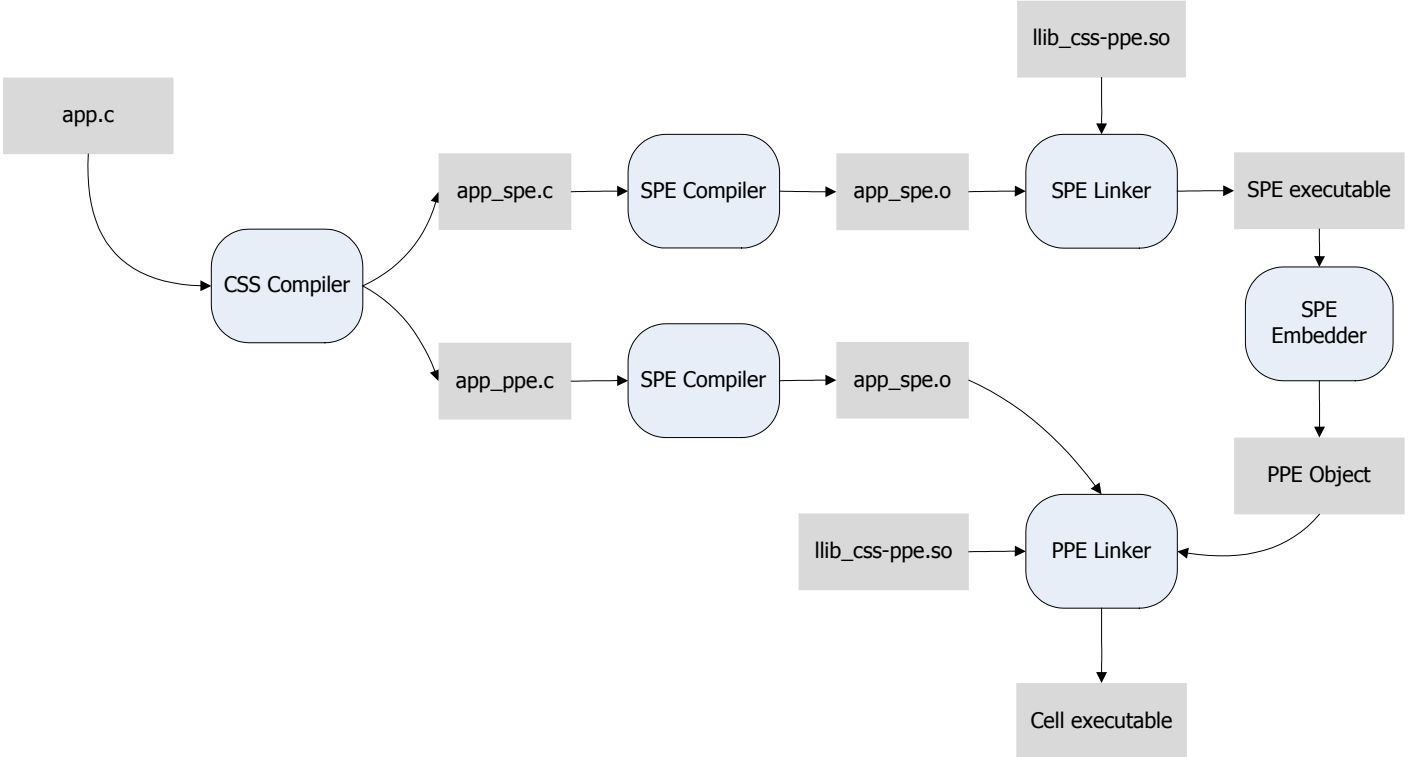 llib_css-ppe.so
app.c
app_spe.c
SPE Compiler
app_spe.o
SPE Linker
SPE executable
CSS Compiler
SPE
Embedder
app_ppe.c
SPE Compiler
app_spe.o
PPE Object
llib_css-ppe.so
PPE Linker
Cell executable